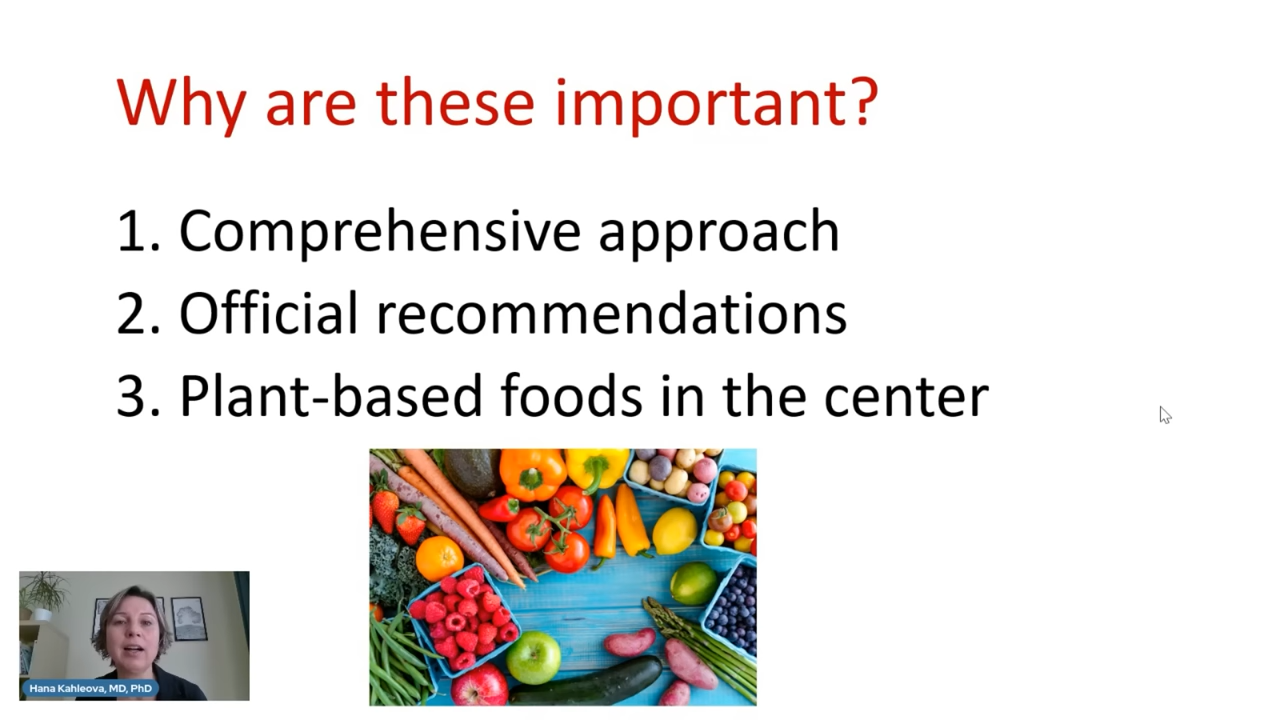 Why are these important?
1. Comprehensive approach
2. Official recommendations
3. Plant-based foods in the center
Hana Kahleova, MD, PhD